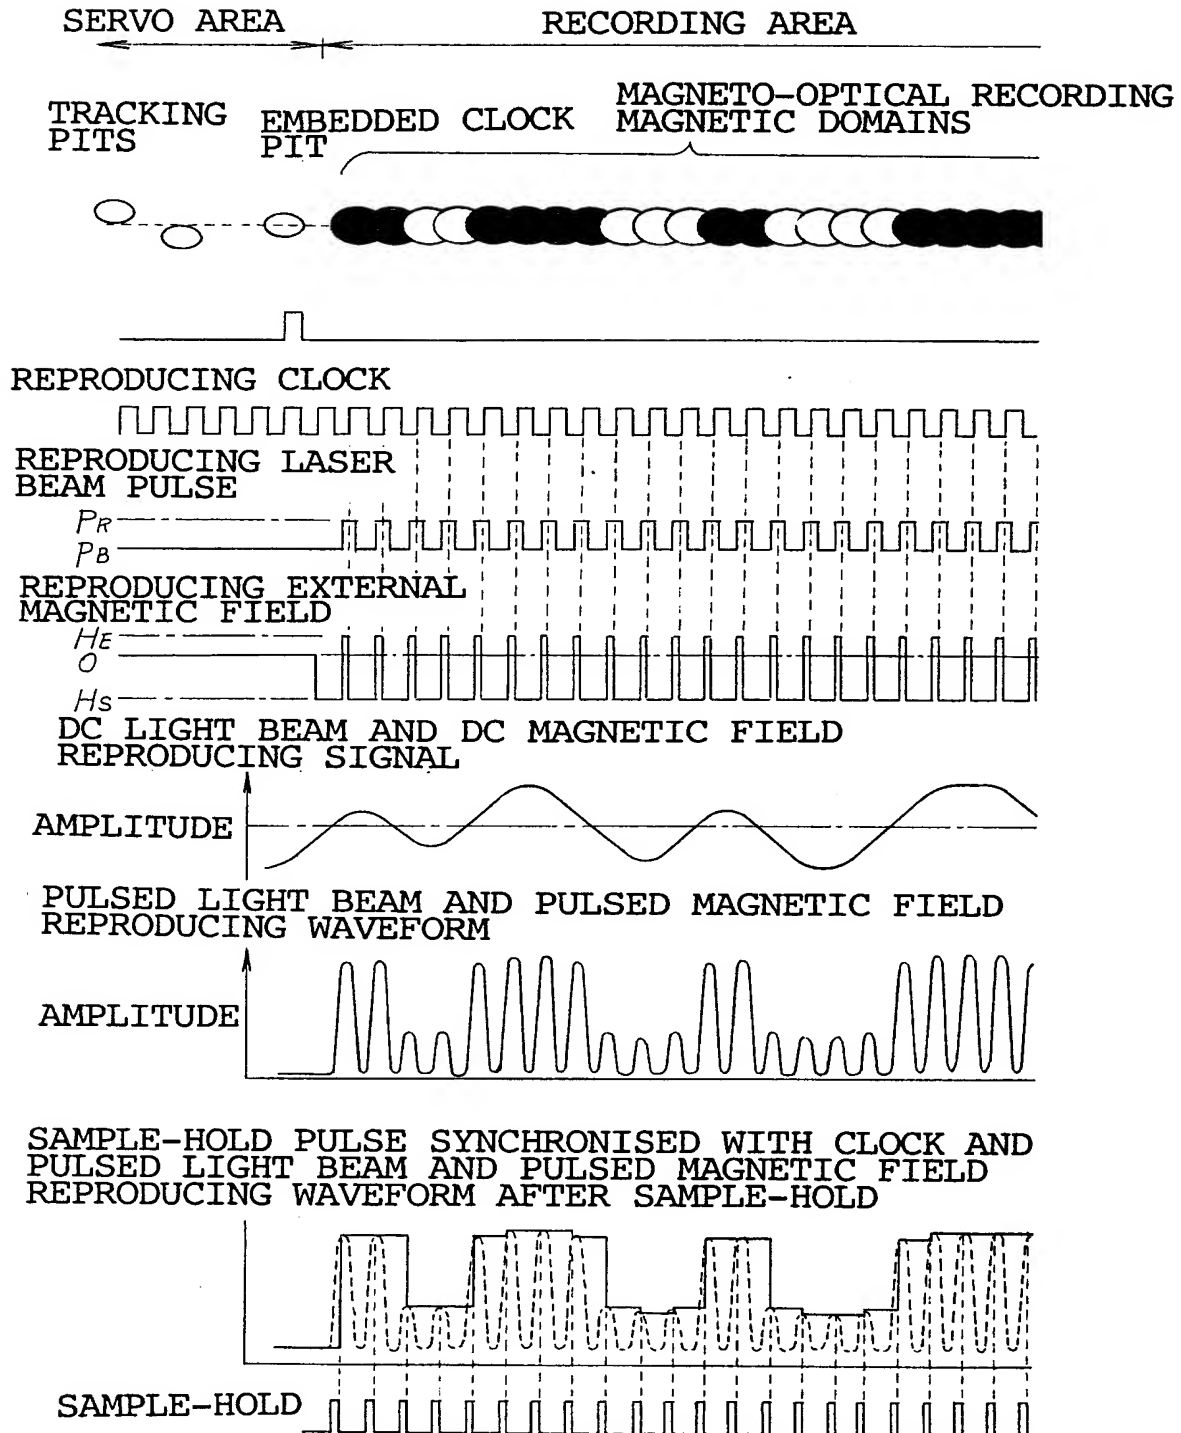 SERVO AREA
RECORDING AREA
TRACKING
PITS
EMBEDDED CLOCK
PIT
MAGNETO-OPTICAL RECORDING
MAGNETIC DOMAINS
REPRODUCING CLOCK
REPRODUCING LASER
BEAM PULSE
PR
PB
REPRODUCING EXTERNAL
MAGNETIC FIELD
HE
O
HS
DC LIGHT BEAM AND DC MAGNETIC FIELD
REPRODUCING SIGNAL
AMPLITUDE
PULSED LIGHT BEAM AND PULSED MAGNETIC FIELD
REPRODUCING WAVEFORM
AMPLITUDE
SAMPLE-HOLD PULSE SYNCHRONISED WITH CLOCK AND
PULSED LIGHT BEAM AND PULSED MAGNETIC FIELD
REPRODUCING WAVEFORM AFTER SAMPLE-HOLD
SAMPLE-HOLD